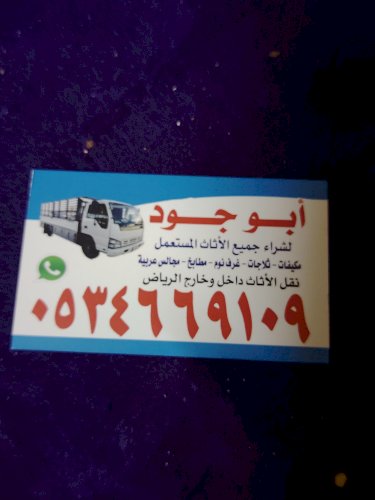 أبو جود
لشراء جميع الأثاث المستعمل
مكيفات - ثلاجات - غرف نوم - مطابخ - مجالس عربية
نقل الأثاث داخل وخارج الرياض
٠٥٣٤٦٦٩١٠٩